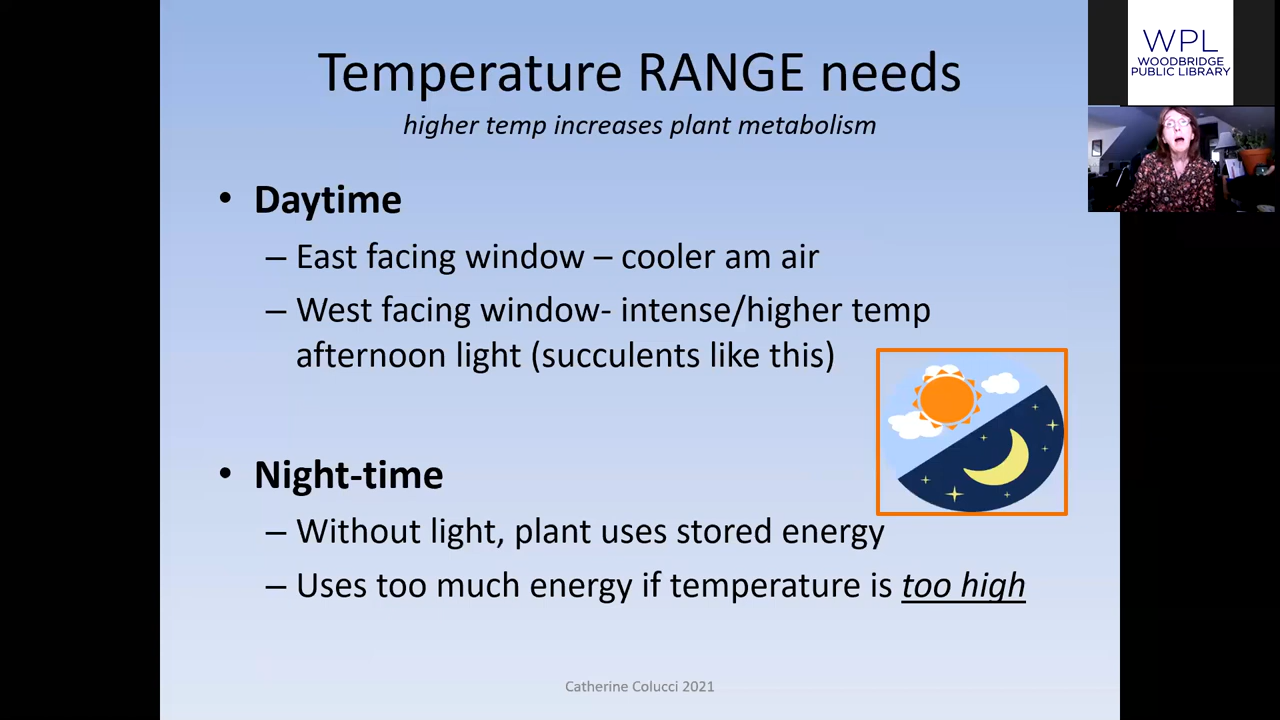 Temperature RANGE needs
higher temp increases plant metabolism
• Daytime
– East facing window – cooler am air
– West facing window- intense/higher temp
afternoon light (succulents like this)
• Night-time
– Without light, plant uses stored energy
– Uses too much energy if temperature is too high
Catherine Colucci 2021
WPL
WOODBRIDGE
PUBLIC LIBRARY